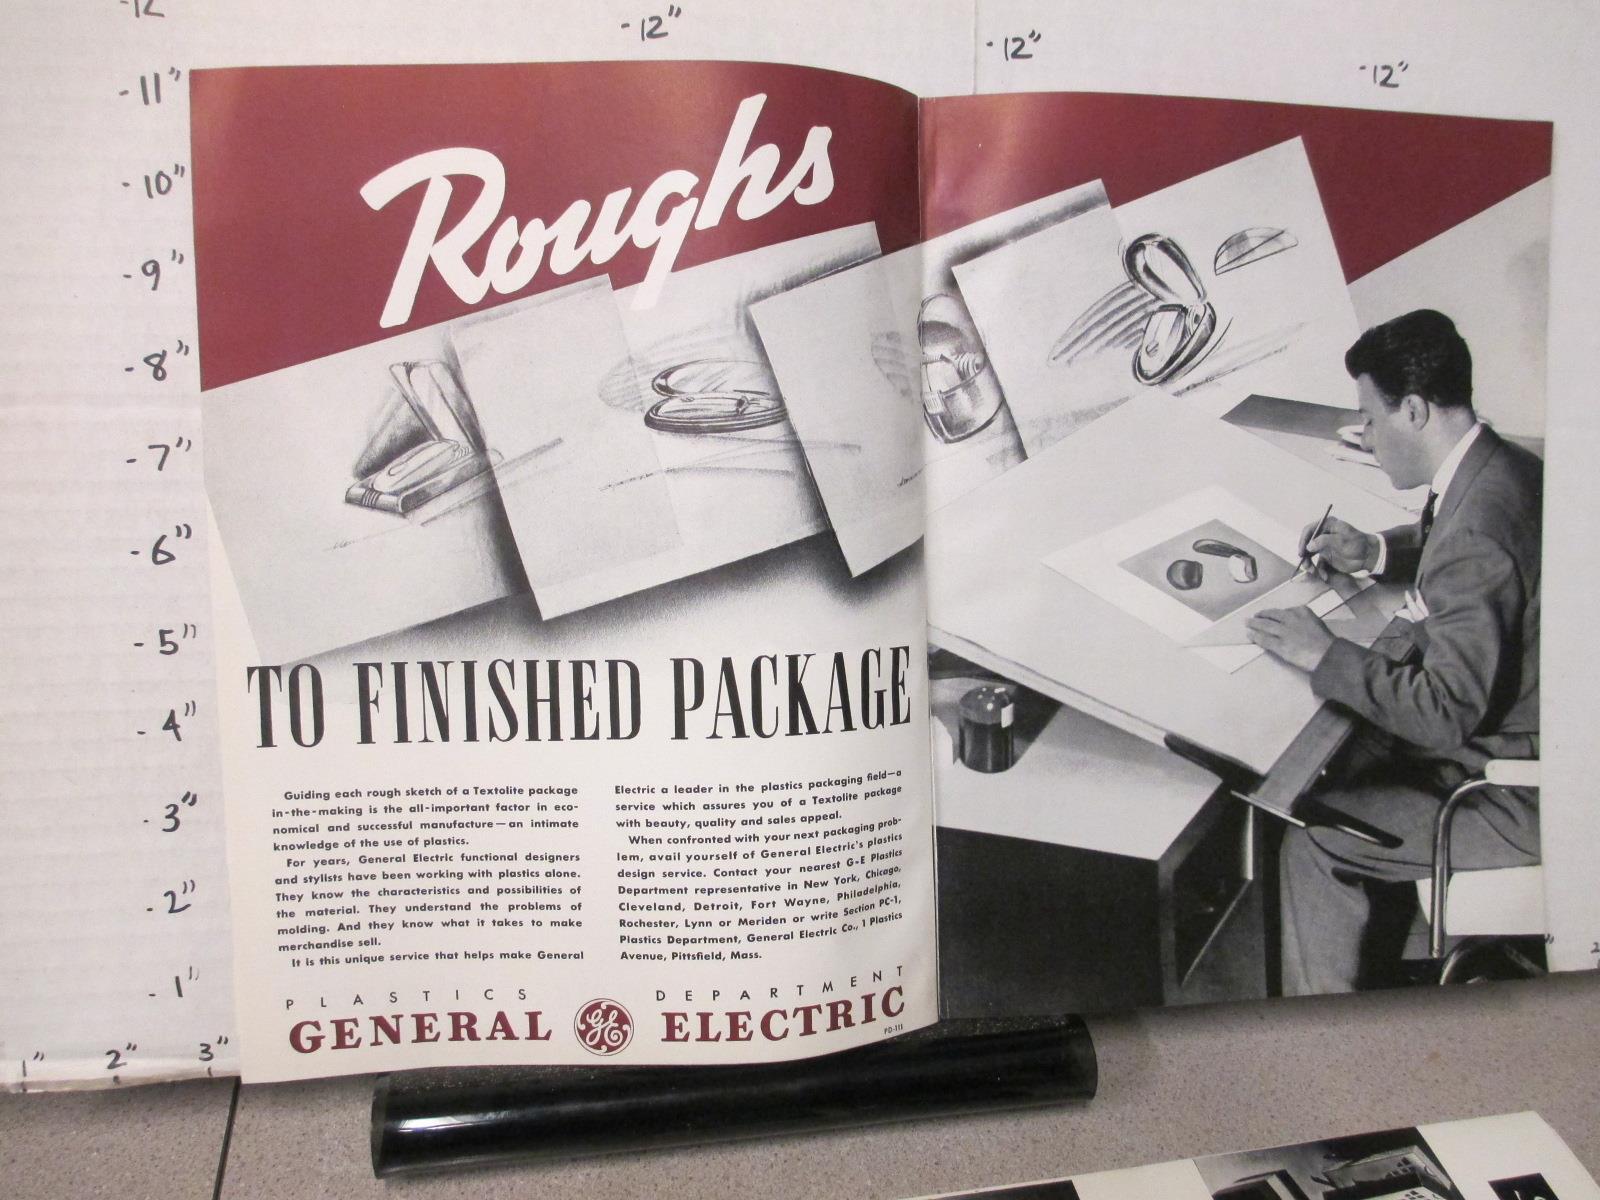 -12
-12"
-12"
-12"
-11"
-10"
-9"
-8"
-7"
-6"
-5"
-4"
-3"
-2"
-1"
1"
2"
3"
Roughs
TO FINISHED PACKAGE
Guiding each rough sketch of a Textolite package
in-the-making is the all-important factor in eco-
nomical and successful manufacture—an intimate
knowledge of the use of plastics.
For years, General Electric functional designers
and stylists have been working with plastics alone.
They know the characteristics and possibilities of
the material. They understand the problems of
molding. And they know what it takes to make
merchandise sell.
It is this unique service that helps make General
Electric a leader in the plastics packaging field—a
service which assures you of a Textolite package
with beauty, quality and sales appeal.
When confronted with your next packaging prob-
lem, avail yourself of General Electric's plastics
design service. Contact your nearest G-E Plastics
Department representative in New York, Chicago,
Cleveland, Detroit, Fort Wayne, Philadelphia,
Rochester, Lynn or Meriden or write Section PC-1,
Plastics Department, General Electric Co., 1 Plastics
Avenue, Pittsfield, Mass.
PLASTICS DEPARTMENT
GENERAL GE ELECTRIC
PD-111